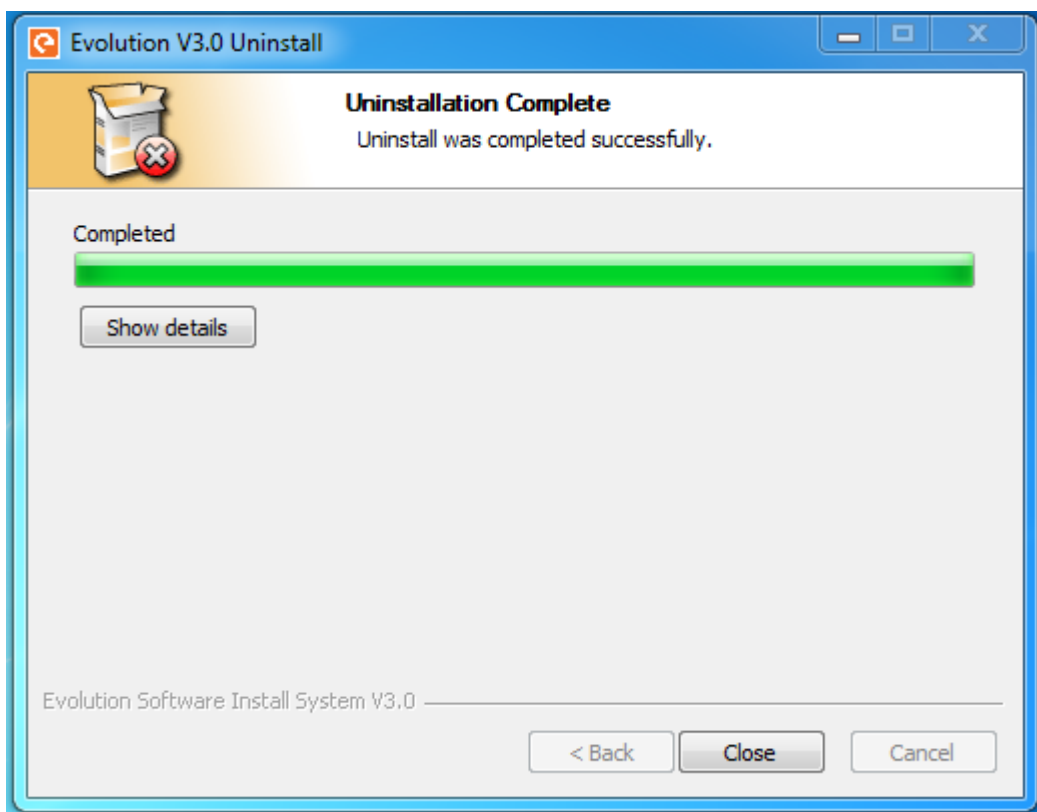 Evolution V3.0 Uninstall
Uninstallation Complete
Uninstall was completed successfully.
Completed
Show details
Evolution Software Install System V3.0
< Back
Close
Cancel